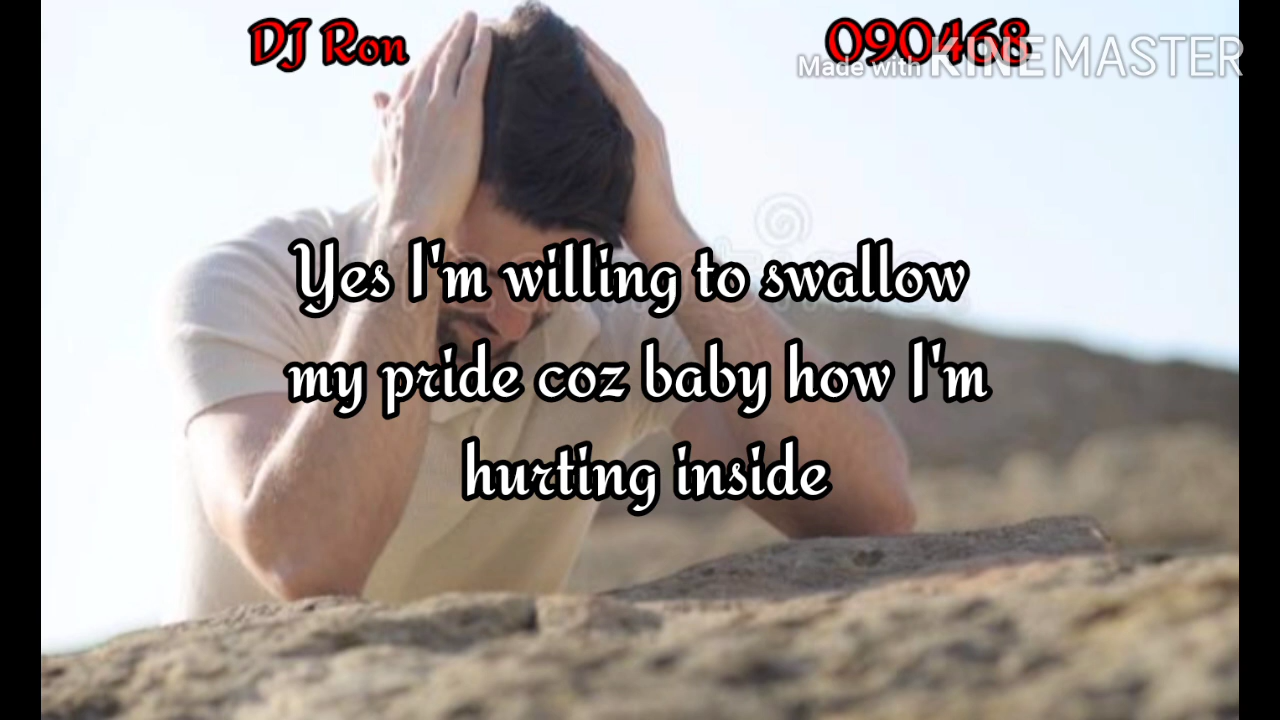 DJ Ron
090468
Made with KINEMASTER
Yes I'm willing to swallow
my pride coz baby how I'm
hurting inside